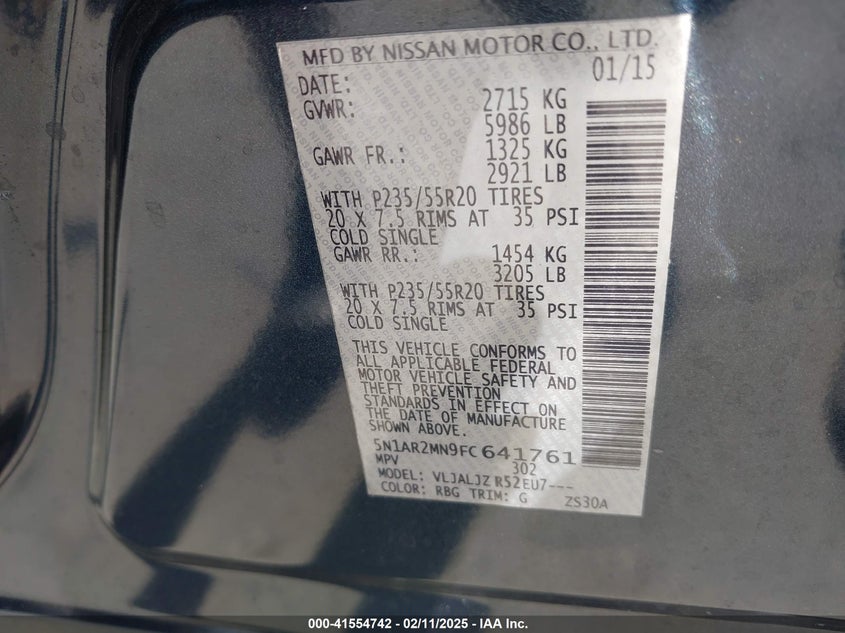 MFD BY NISSAN MOTOR CO., LTD.
DATE: 01/15
GVWR: 2715 KG
5986 LB
GAWR FR.: 1325 KG
2921 LB
WITH P235/55R20 TIRES
20 X 7.5 RIMS AT 35 PSI
COLD SINGLE
GAWR RR.: 1454 KG
3205 LB
WITH P235/55R20 TIRES
20 X 7.5 RIMS AT 35 PSI
COLD SINGLE
THIS VEHICLE CONFORMS TO
ALL APPLICABLE FEDERAL
MOTOR VEHICLE SAFETY AND
THEFT PREVENTION
STANDARDS IN EFFECT ON
THE DATE OF MANUFACTURE
SHOWN ABOVE.
5N1AR2MN9FC641761
MPV 302
MODEL: VLJALJZ R52EU7---
COLOR: RBG TRIM: G ZS30A
000-41554742 - 02/11/2025 - IAA Inc.